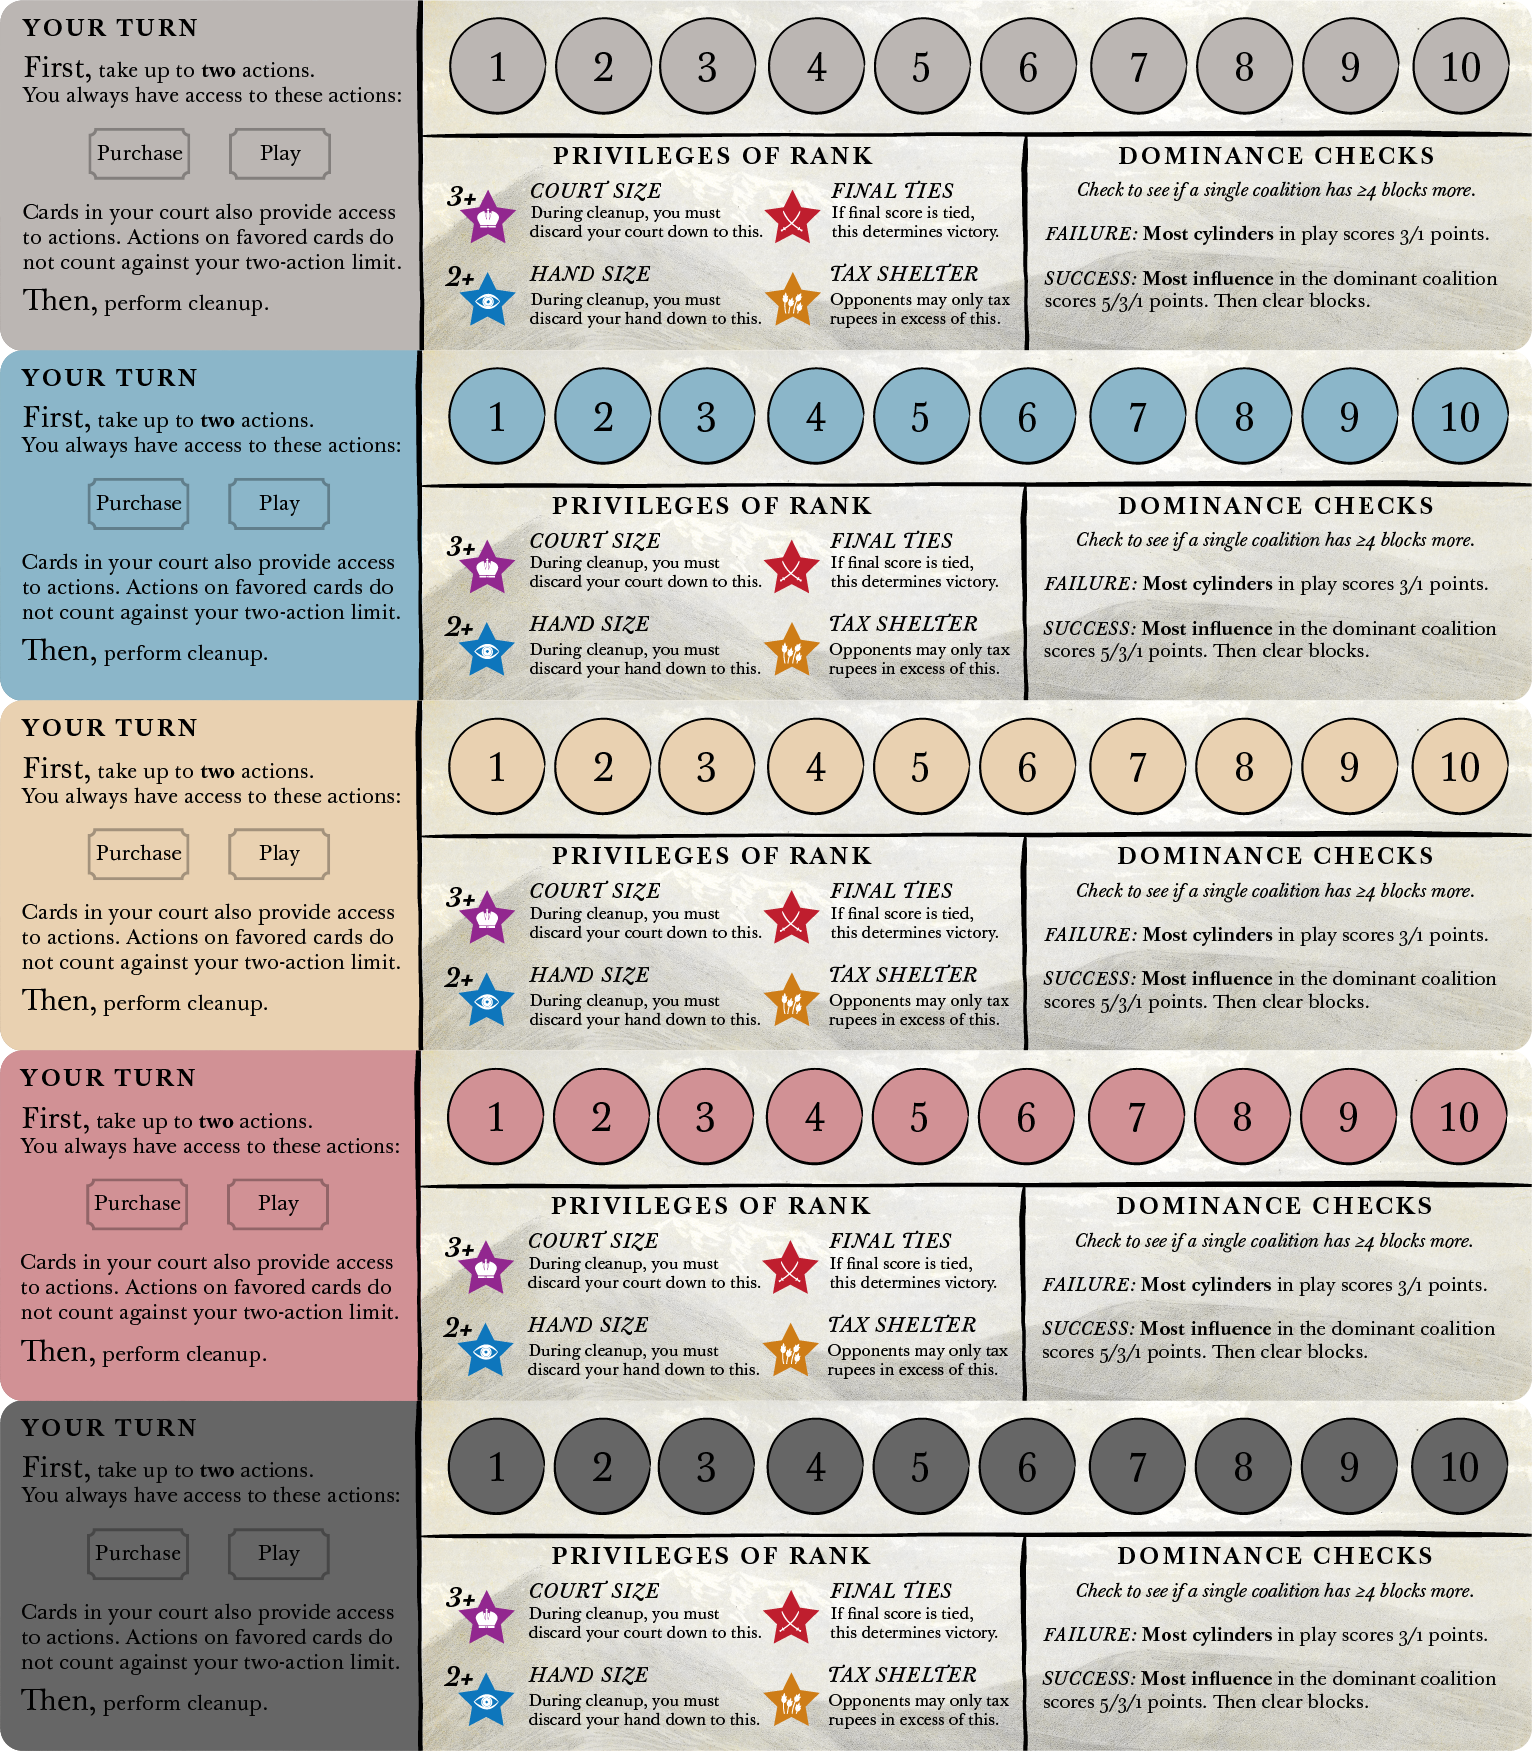 YOUR TURN
First, take up to two actions.
You always have access to these actions:
Purchase Play
Cards in your court also provide access
to actions. Actions on favored cards do
not count against your two-action limit.
Then, perform cleanup.
1 2 3 4 5 6 7 8 9 10
PRIVILEGES OF RANK
3+
COURT SIZE
During cleanup, you must
discard your court down to this.
FINAL TIES
If final score is tied,
this determines victory.
2+
HAND SIZE
During cleanup, you must
discard your hand down to this.
TAX SHELTER
Opponents may only tax
rupees in excess of this.
DOMINANCE CHECKS
Check to see if a single coalition has ≥4 blocks more.
FAILURE: Most cylinders in play scores 3/1 points.
SUCCESS: Most influence in the dominant coalition
scores 5/3/1 points. Then clear blocks.
YOUR TURN
First, take up to two actions.
You always have access to these actions:
Purchase Play
Cards in your court also provide access
to actions. Actions on favored cards do
not count against your two-action limit.
Then, perform cleanup.
1 2 3 4 5 6 7 8 9 10
PRIVILEGES OF RANK
3+
COURT SIZE
During cleanup, you must
discard your court down to this.
FINAL TIES
If final score is tied,
this determines victory.
2+
HAND SIZE
During cleanup, you must
discard your hand down to this.
TAX SHELTER
Opponents may only tax
rupees in excess of this.
DOMINANCE CHECKS
Check to see if a single coalition has ≥4 blocks more.
FAILURE: Most cylinders in play scores 3/1 points.
SUCCESS: Most influence in the dominant coalition
scores 5/3/1 points. Then clear blocks.
YOUR TURN
First, take up to two actions.
You always have access to these actions:
Purchase Play
Cards in your court also provide access
to actions. Actions on favored cards do
not count against your two-action limit.
Then, perform cleanup.
1 2 3 4 5 6 7 8 9 10
PRIVILEGES OF RANK
3+
COURT SIZE
During cleanup, you must
discard your court down to this.
FINAL TIES
If final score is tied,
this determines victory.
2+
HAND SIZE
During cleanup, you must
discard your hand down to this.
TAX SHELTER
Opponents may only tax
rupees in excess of this.
DOMINANCE CHECKS
Check to see if a single coalition has ≥4 blocks more.
FAILURE: Most cylinders in play scores 3/1 points.
SUCCESS: Most influence in the dominant coalition
scores 5/3/1 points. Then clear blocks.
YOUR TURN
First, take up to two actions.
You always have access to these actions:
Purchase Play
Cards in your court also provide access
to actions. Actions on favored cards do
not count against your two-action limit.
Then, perform cleanup.
1 2 3 4 5 6 7 8 9 10
PRIVILEGES OF RANK
3+
COURT SIZE
During cleanup, you must
discard your court down to this.
FINAL TIES
If final score is tied,
this determines victory.
2+
HAND SIZE
During cleanup, you must
discard your hand down to this.
TAX SHELTER
Opponents may only tax
rupees in excess of this.
DOMINANCE CHECKS
Check to see if a single coalition has ≥4 blocks more.
FAILURE: Most cylinders in play scores 3/1 points.
SUCCESS: Most influence in the dominant coalition
scores 5/3/1 points. Then clear blocks.
YOUR TURN
First, take up to two actions.
You always have access to these actions:
Purchase Play
Cards in your court also provide access
to actions. Actions on favored cards do
not count against your two-action limit.
Then, perform cleanup.
1 2 3 4 5 6 7 8 9 10
PRIVILEGES OF RANK
3+
COURT SIZE
During cleanup, you must
discard your court down to this.
FINAL TIES
If final score is tied,
this determines victory.
2+
HAND SIZE
During cleanup, you must
discard your hand down to this.
TAX SHELTER
Opponents may only tax
rupees in excess of this.
DOMINANCE CHECKS
Check to see if a single coalition has ≥4 blocks more.
FAILURE: Most cylinders in play scores 3/1 points.
SUCCESS: Most influence in the dominant coalition
scores 5/3/1 points. Then clear blocks.